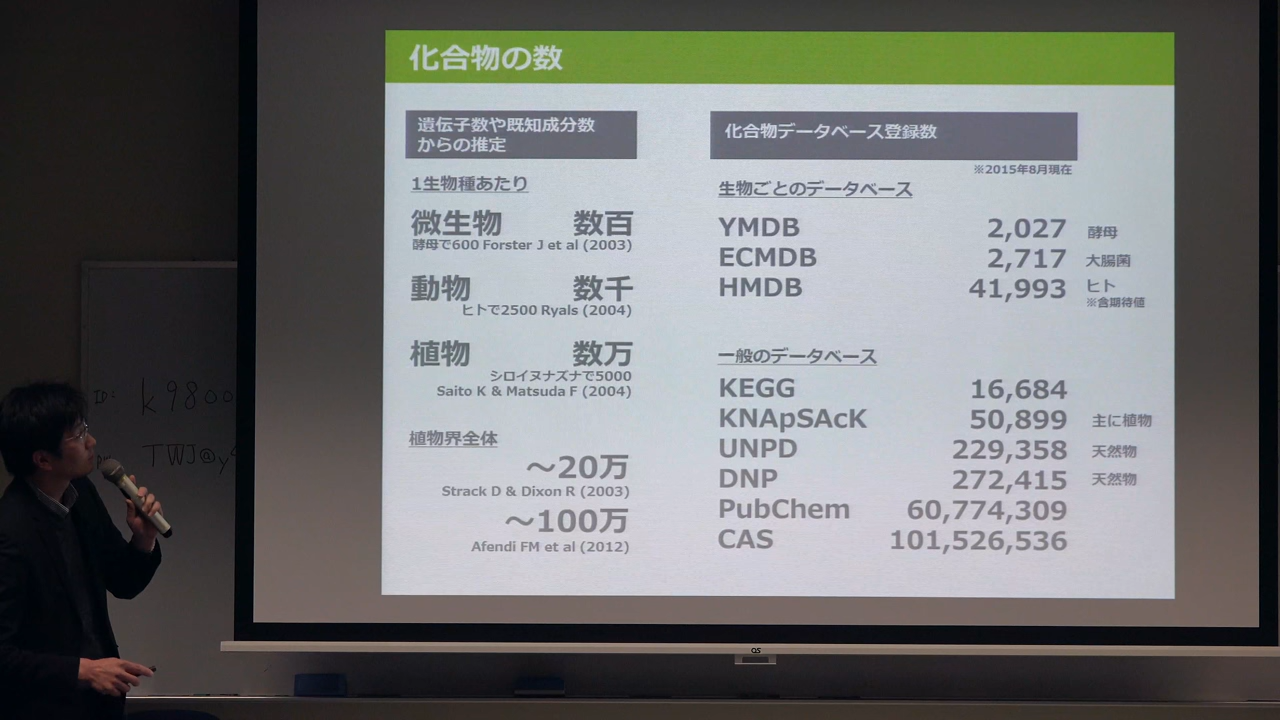 化合物の数
遺伝子数や既知成分数
からの推定
1生物種あたり
微生物 数百
酵母で600 Forster J et al (2003)
動物 数千
ヒトで2500 Ryals (2004)
植物 数万
シロイヌナズナで5000
Saito K & Matsuda F (2004)
植物界全体
～20万
Strack D & Dixon R (2003)
～100万
Afendi FM et al (2012)
化合物データベース登録数
※2015年8月現在
生物ごとのデータベース
YMDB 2,027 酵母
ECMDB 2,717 大腸菌
HMDB 41,993 ヒト
※含期待値
一般のデータベース
KEGG 16,684
KNApSAcK 50,899 主に植物
UNPD 229,358 天然物
DNP 272,415 天然物
PubChem 60,774,309
CAS 101,526,536
ID: k9800
TWJ@y
OS